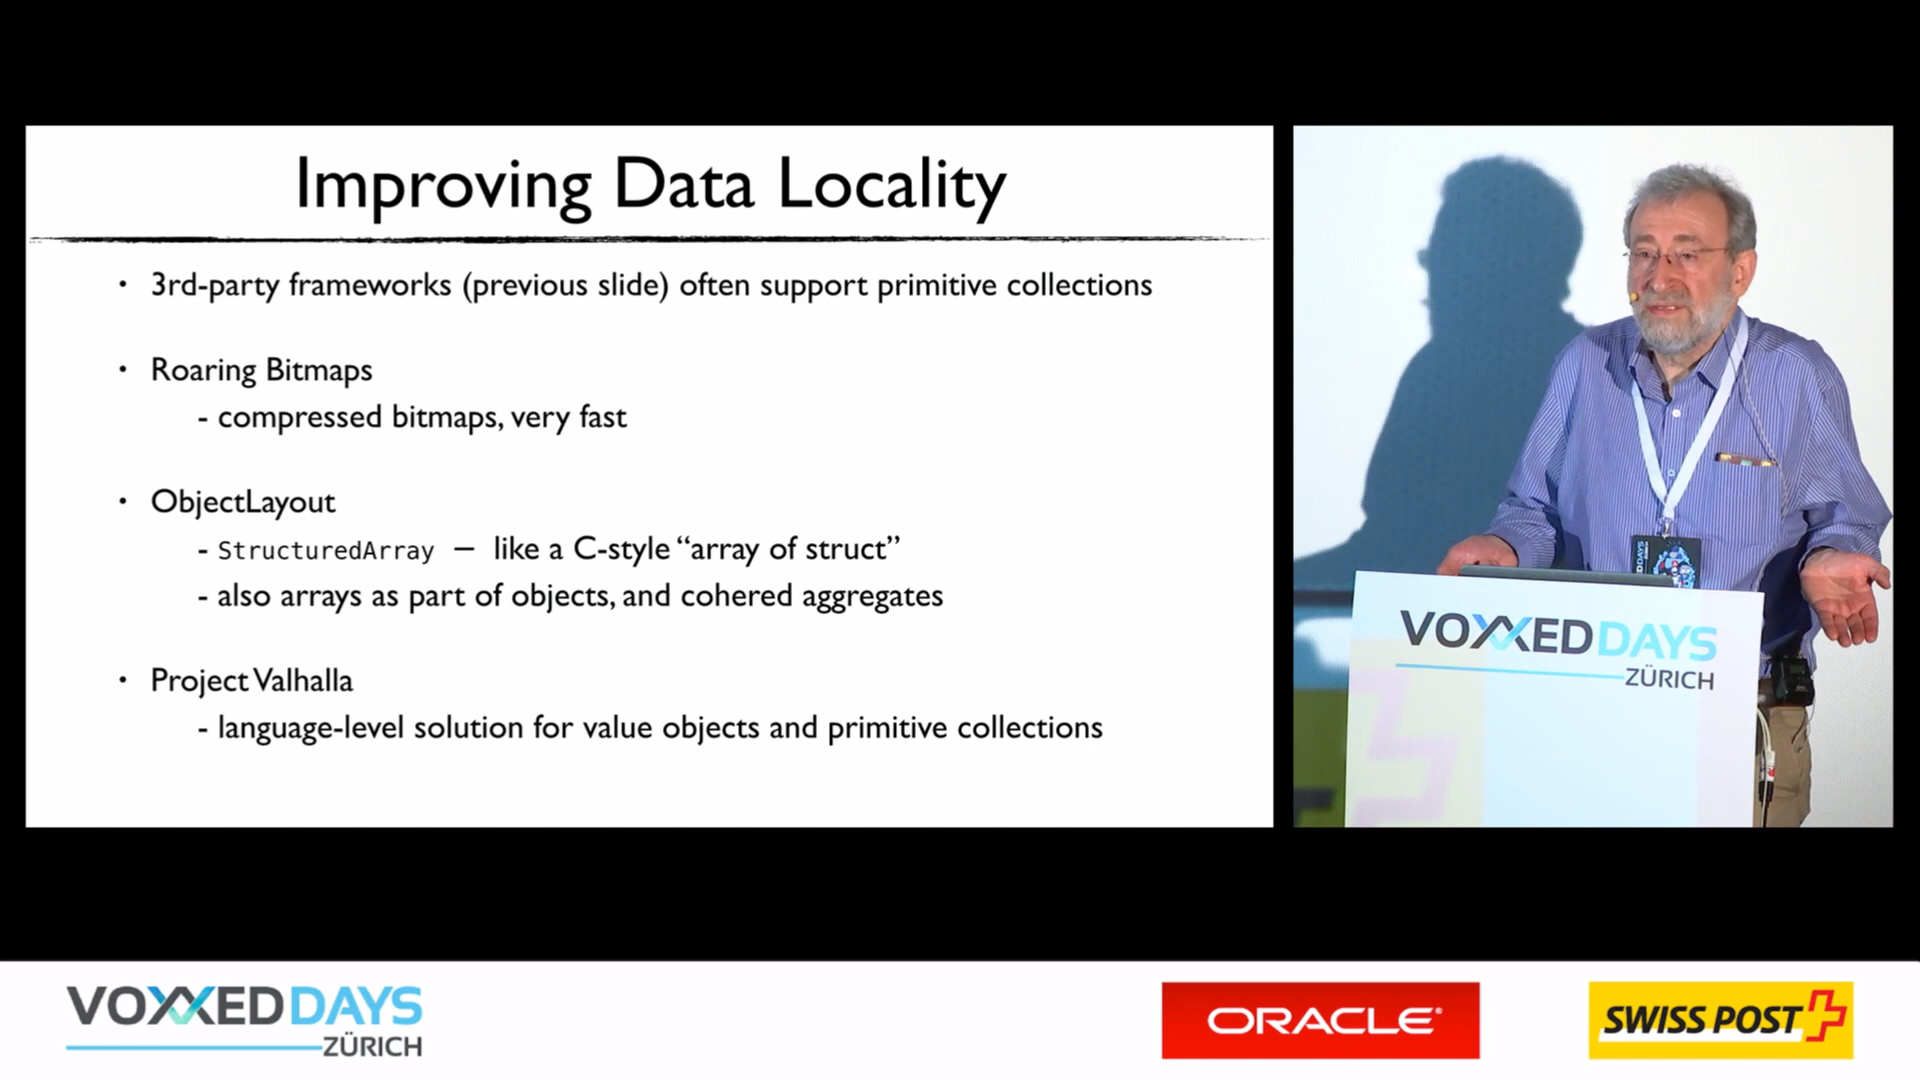 Improving Data Locality
• 3rd-party frameworks (previous slide) often support primitive collections
• Roaring Bitmaps
- compressed bitmaps, very fast
• ObjectLayout
- StructuredArray – like a C-style “array of struct”
- also arrays as part of objects, and cohered aggregates
• Project Valhalla
- language-level solution for value objects and primitive collections
VOXXED DAYS
ZÜRICH
VOXXED DAYS
ZÜRICH
ORACLE®
SWISS POST